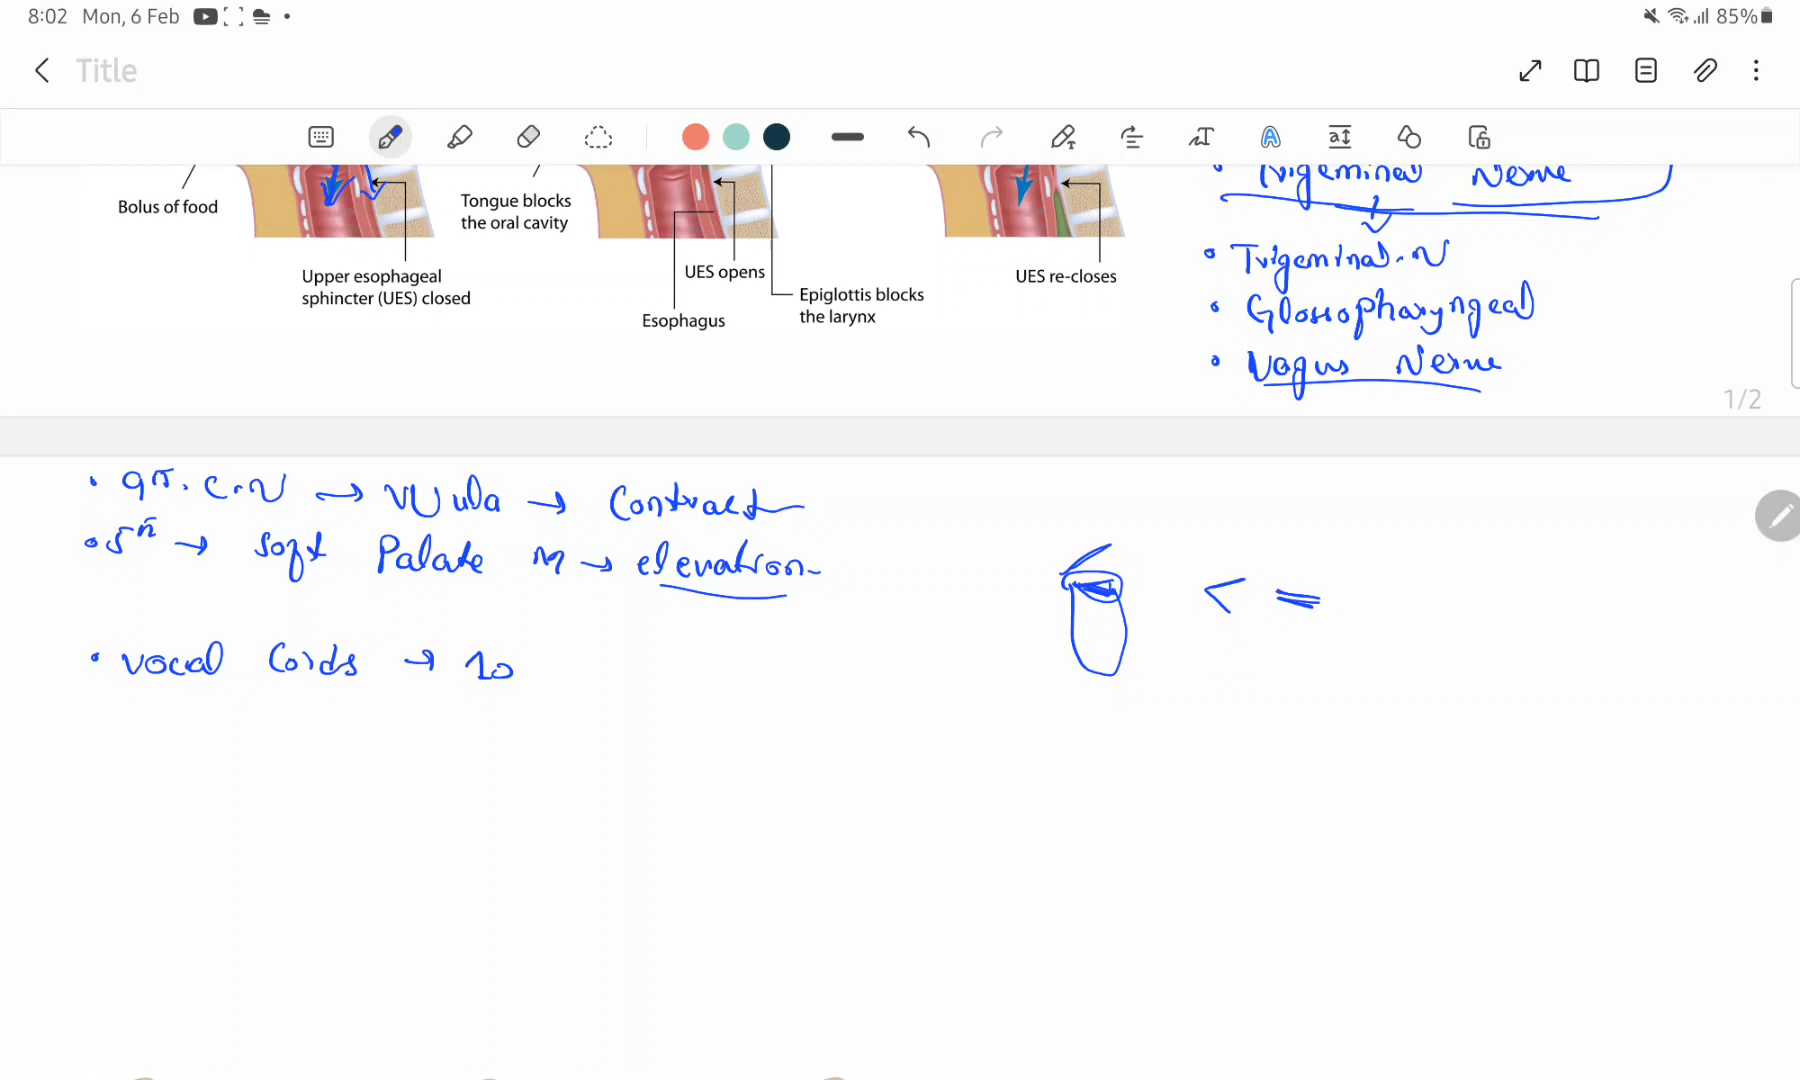 8:02 Mon, 6 Feb
85%
Title
Bolus of food
Upper esophageal
sphincter (UES) closed
Tongue blocks
the oral cavity
UES opens
Esophagus
Epiglottis blocks
the larynx
UES re-closes
• Trigeminal Nerve
• Trigeminal. N
• Glossopharyngeal
• Vagus Nerve
1/2
• 9th. C.N → Uvula → Contract
• 5th → Soft Palate M → elevation
• Vocal Cords → 10
< =